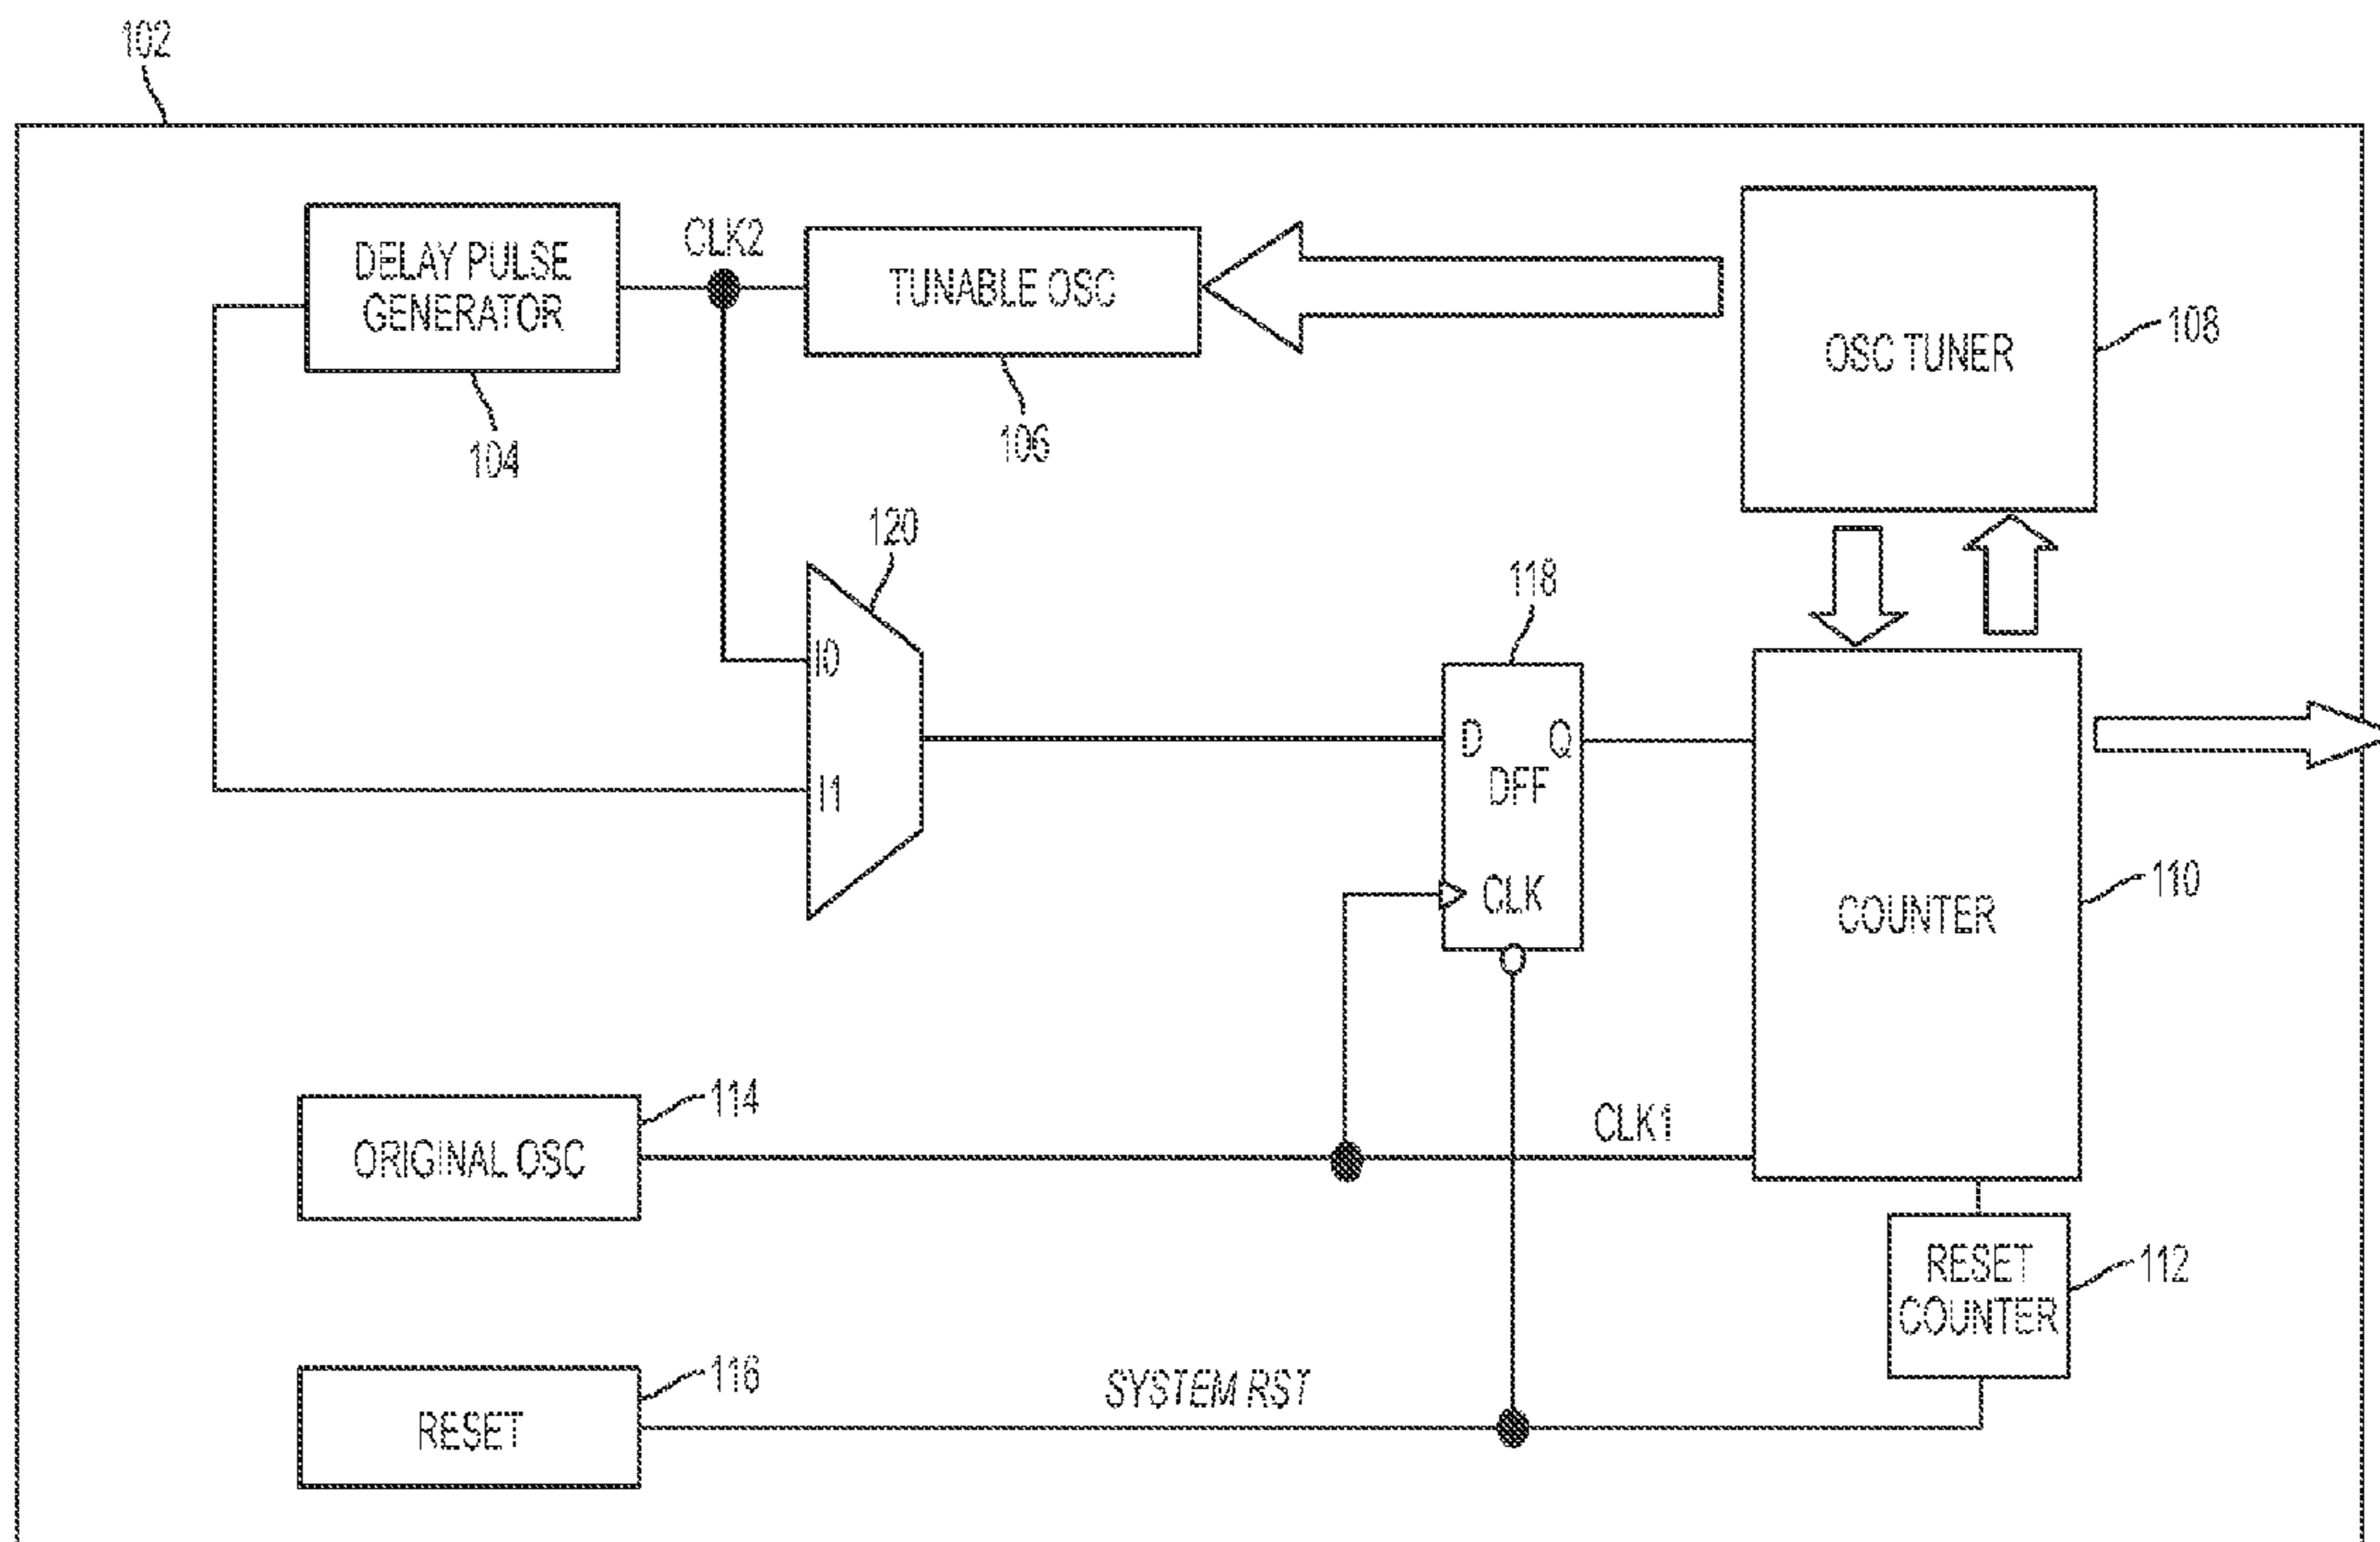 102
DELAY PULSE
GENERATOR
104
CLK2
TUNABLE OSC
106
OSC TUNER
108
120
I0
I1
118
D
Q
DFF
CLK
COUNTER
110
114
ORIGINAL OSC
CLK1
RESET
COUNTER
112
116
RESET
SYSTEM RST